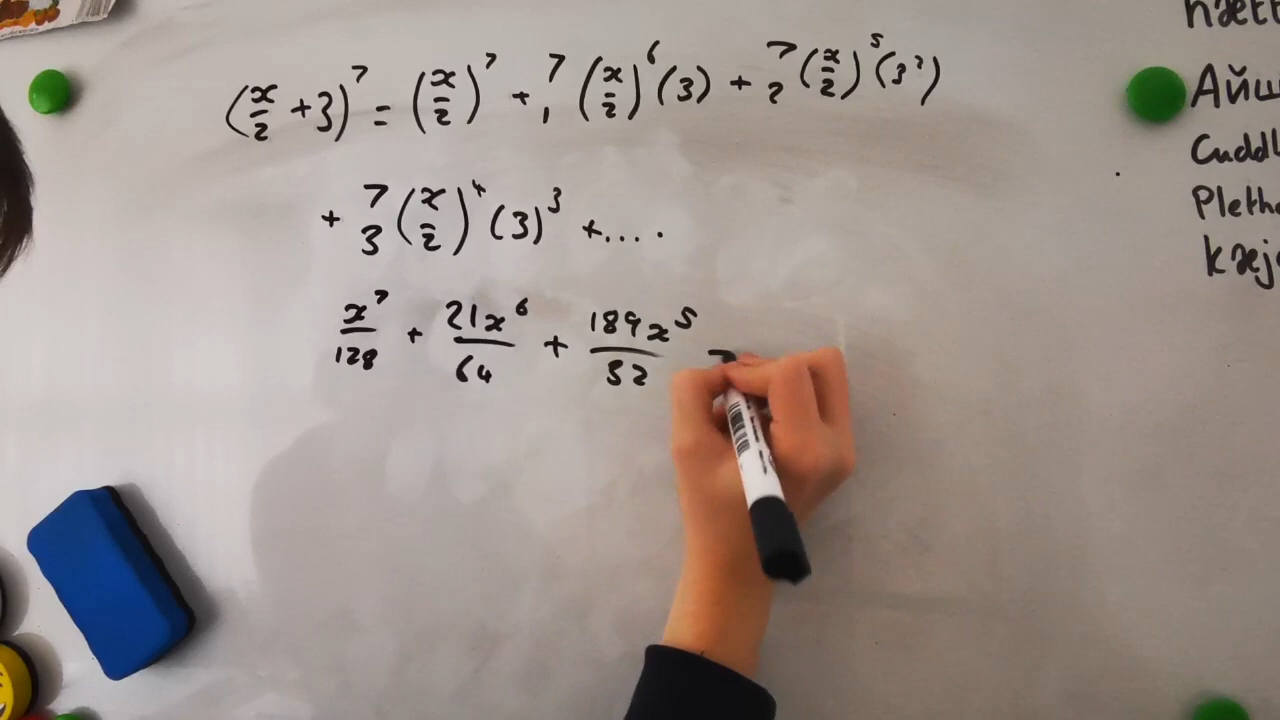 (x/2 + 3)^7 = (x/2)^7 + 7 1 (x/2)^6 (3) + 7 2 (x/2)^5 (3^2)
+ 7 3 (x/2)^4 (3)^3 + ....
x^7/128 + 21x^6/64 + 189x^5/32
Cuddl
Pleth